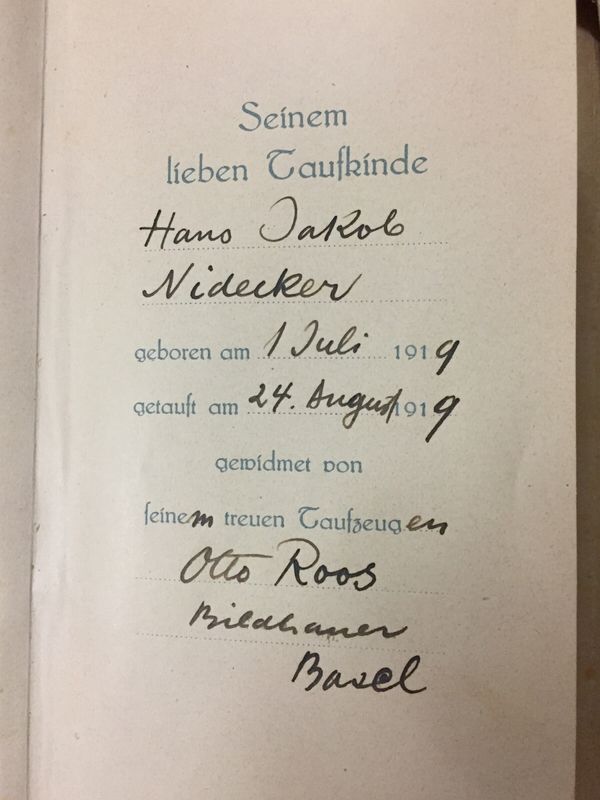 Seinem
lieben Taufkinde
Hans Jakob
Nidecker
geboren am 1 Juli 1919
getauft am 24. August 1919
gewidmet von
seinem treuen Taufzeugen
Otto Roos
Bildhauer
Basel